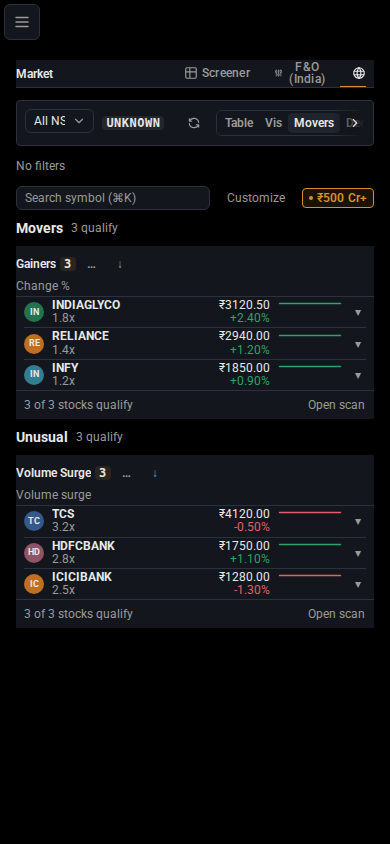 Market
Screener
F&O
(India)
All NS
UNKNOWN
Table Vis Movers
No filters
Search symbol (⌘K)
Customize
• ₹500 Cr+
Movers 3 qualify
Gainers 3 ... ↓
Change %
IN INDIAGLYCO ₹3120.50 ▼
1.8x +2.40%
RE RELIANCE ₹2940.00 ▼
1.4x +1.20%
IN INFY ₹1850.00 ▼
1.2x +0.90%
3 of 3 stocks qualify Open scan
Unusual 3 qualify
Volume Surge 3 ... ↓
Volume surge
TC TCS ₹4120.00 ▼
3.2x -0.50%
HD HDFCBANK ₹1750.00 ▼
2.8x +1.10%
IC ICICIBANK ₹1280.00 ▼
2.5x -1.30%
3 of 3 stocks qualify Open scan